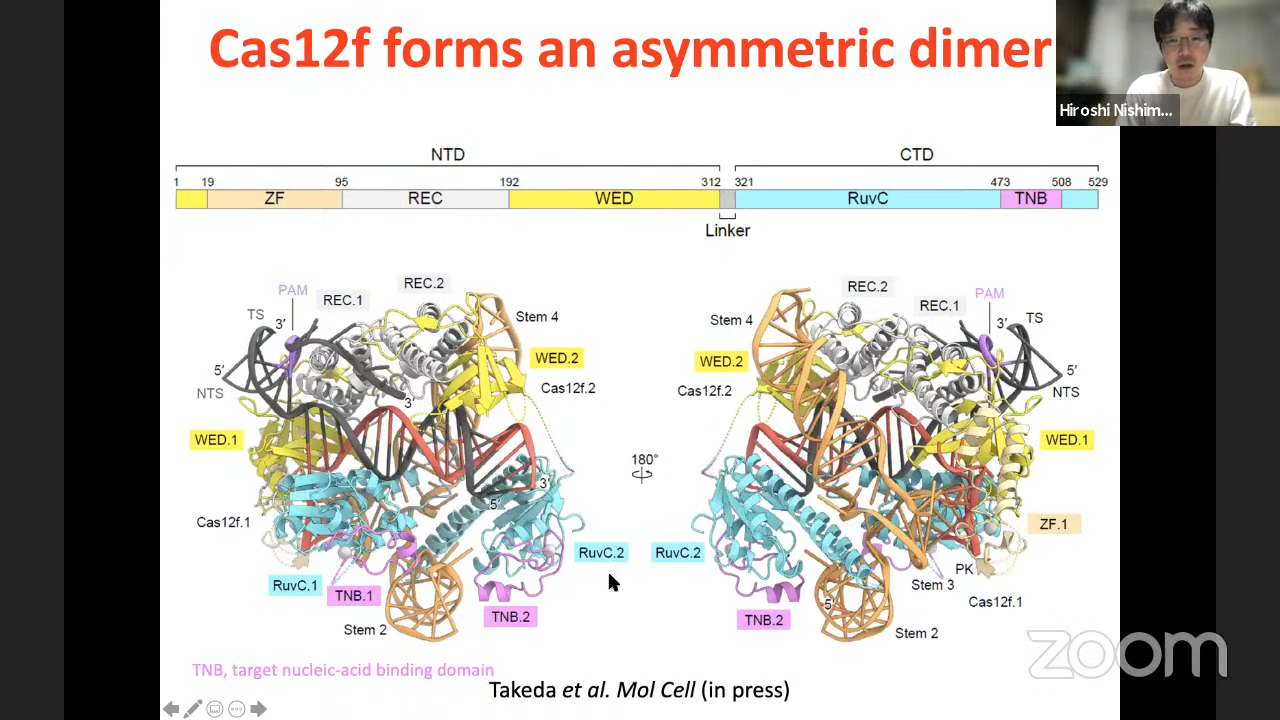 Cas12f forms an asymmetric dimer
Hiroshi Nishim...
NTD
CTD
1 19 95 192 312 321 473 508 529
ZF REC WED RuvC TNB
Linker
PAM
REC.1
REC.2
TS
3′
Stem 4
5′
NTS
WED.2
Cas12f.2
3′
WED.1
3′
5′
Cas12f.1
RuvC.2
RuvC.1
TNB.1
TNB.2
Stem 2
180°
REC.2
PAM
REC.1
Stem 4
3′
TS
WED.2
5′
Cas12f.2
NTS
WED.1
ZF.1
RuvC.2
PK
Stem 3
Cas12f.1
5′
TNB.2
Stem 2
zoom
TNB, target nucleic-acid binding domain
Takeda et al. Mol Cell (in press)